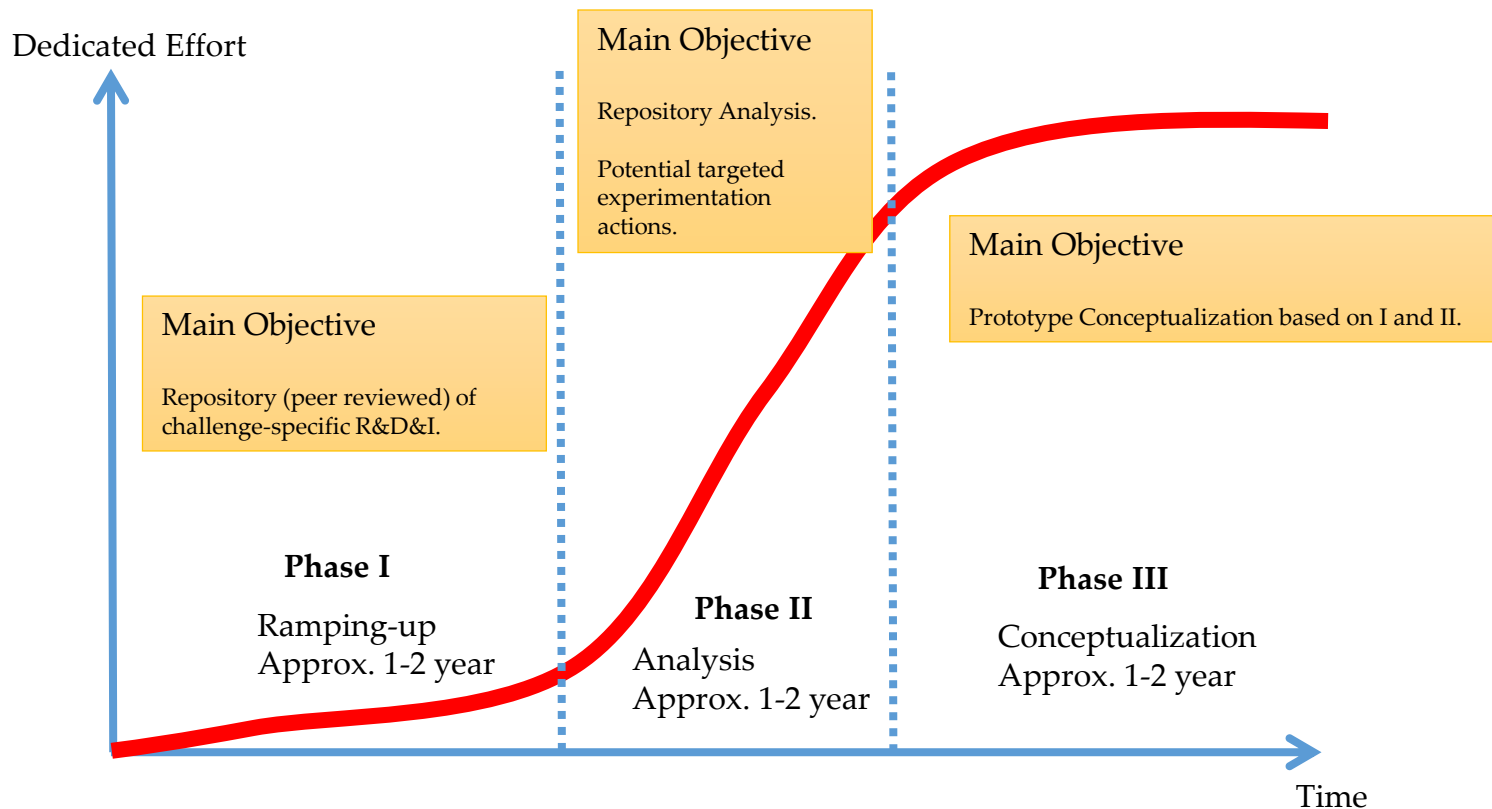 Dedicated Effort
Main Objective
Repository Analysis.
Potential targeted
experimentation
actions.
Main Objective
Prototype Conceptualization based on I and II.
Main Objective
Repository (peer reviewed) of
challenge-specific R&D&I.
Phase I
Ramping-up
Approx. 1-2 year
Phase II
Analysis
Approx. 1-2 year
Phase III
Conceptualization
Approx. 1-2 year
Time